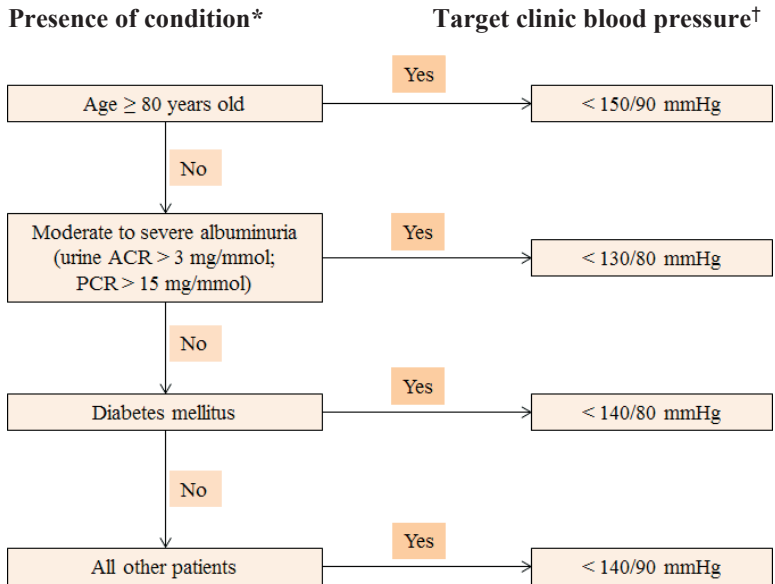 Presence of condition*
Target clinic blood pressure†
Yes
Age ≥ 80 years old
< 150/90 mmHg
No
Moderate to severe albuminuria
(urine ACR > 3 mg/mmol;
PCR > 15 mg/mmol)
Yes
< 130/80 mmHg
No
Yes
Diabetes mellitus
< 140/80 mmHg
No
Yes
All other patients
< 140/90 mmHg